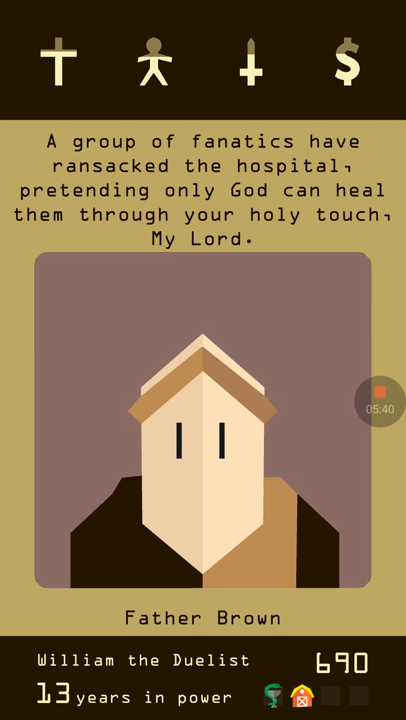 A group of fanatics have
ransacked the hospital,
pretending only God can heal
them through your holy touch,
My Lord.
05:40
Father Brown
William the Duelist
690
13 years in power